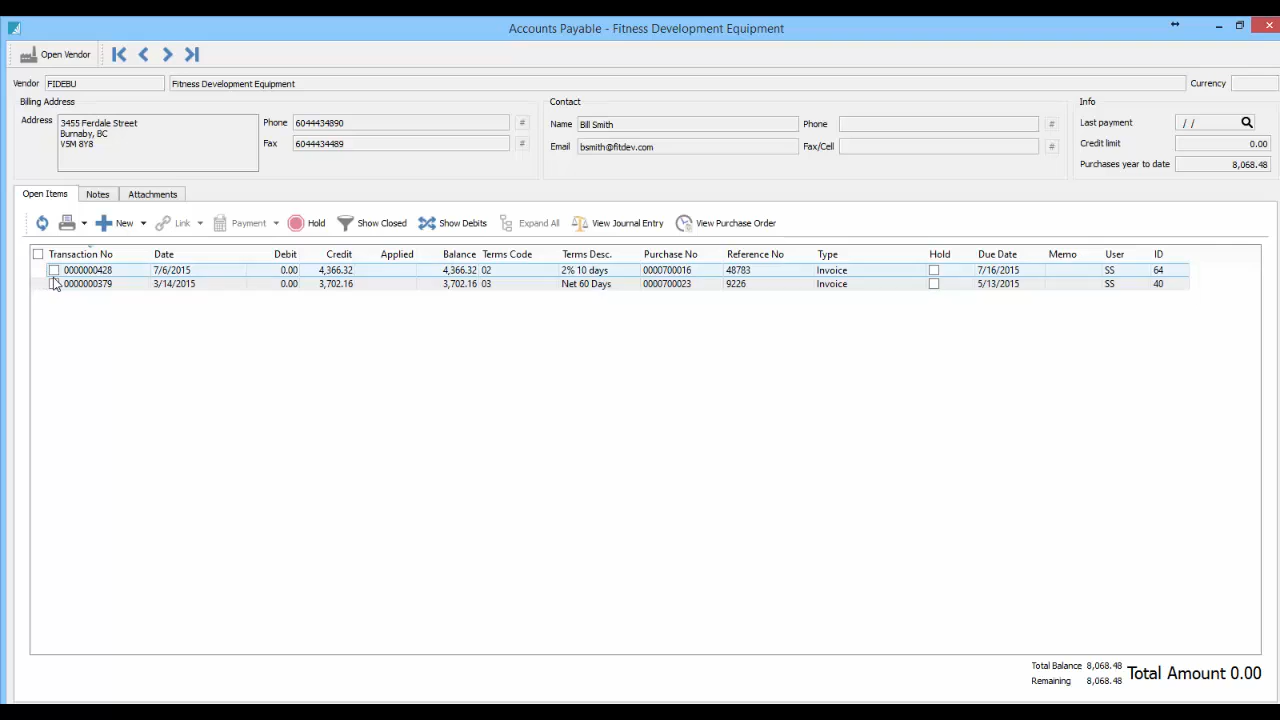 Accounts Payable - Fitness Development Equipment
Open Vendor
Vendor FIDEBU Fitness Development Equipment Currency
Billing Address Contact Info
Address 3455 Ferdale Street
Burnaby, BC
V5M 8Y8
Phone 6044434890 #
Fax 6044434489 #
Name Bill Smith Phone #
Email bsmith@fitdev.com Fax/Cell #
Last payment / /
Credit limit 0.00
Purchases year to date 8,068.48
Open Items Notes Attachments
New Link Payment Hold Show Closed Show Debits Expand All View Journal Entry View Purchase Order
Transaction No Date Debit Credit Applied Balance Terms Code Terms Desc. Purchase No Reference No Type Hold Due Date Memo User ID
0000000428 7/6/2015 0.00 4,366.32 4,366.32 02 2% 10 days 0000700016 48783 Invoice 7/16/2015 SS 64
0000000379 3/14/2015 0.00 3,702.16 3,702.16 03 Net 60 Days 0000700023 9226 Invoice 5/13/2015 SS 40
Total Balance 8,068.48
Remaining 8,068.48
Total Amount 0.00